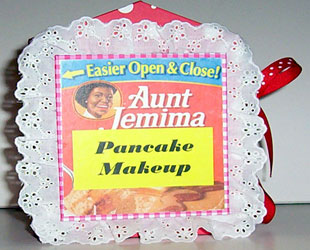 Easier Open & Close!
Aunt
Jemima
Pancake
Makeup